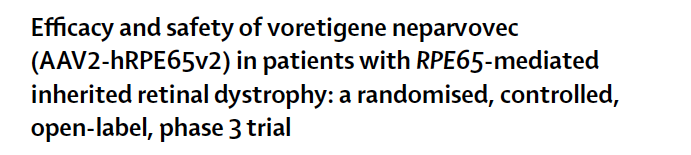 Efficacy and safety of voretigene neparvovec
(AAV2-hRPE65v2) in patients with RPE65-mediated
inherited retinal dystrophy: a randomised, controlled,
open-label, phase 3 trial